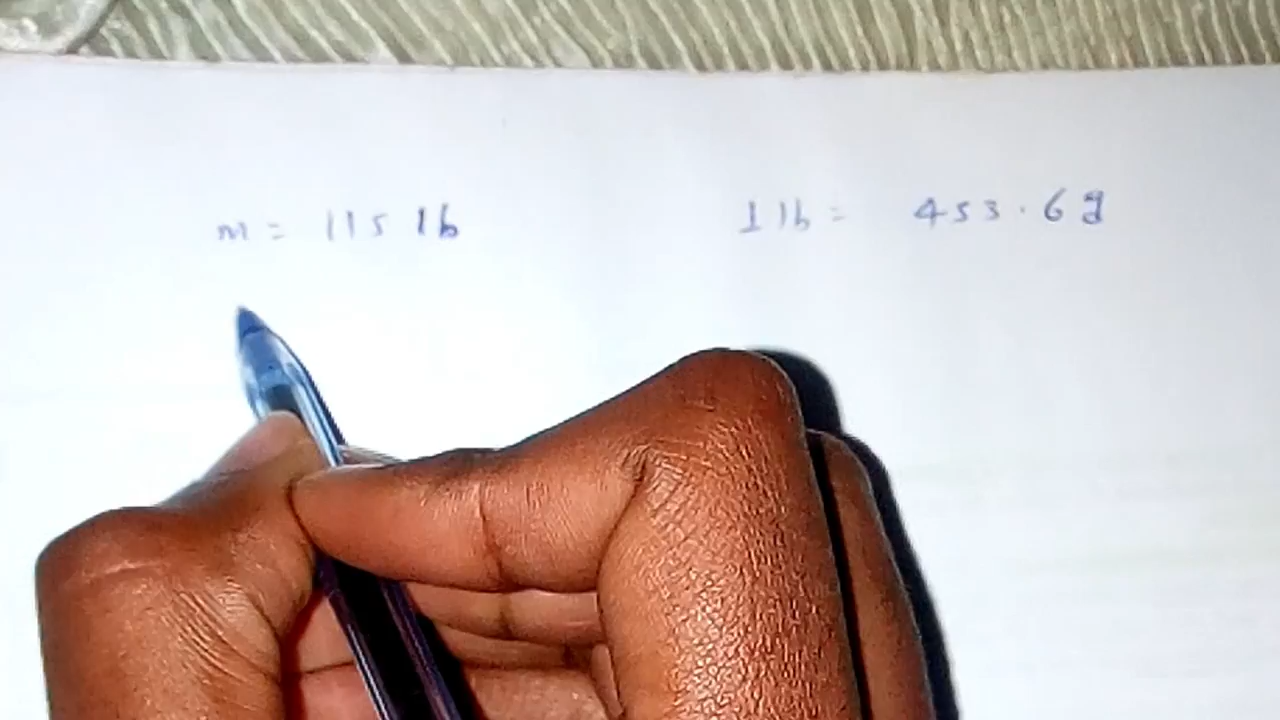 m = 115 lb 1 lb = 453.6 g